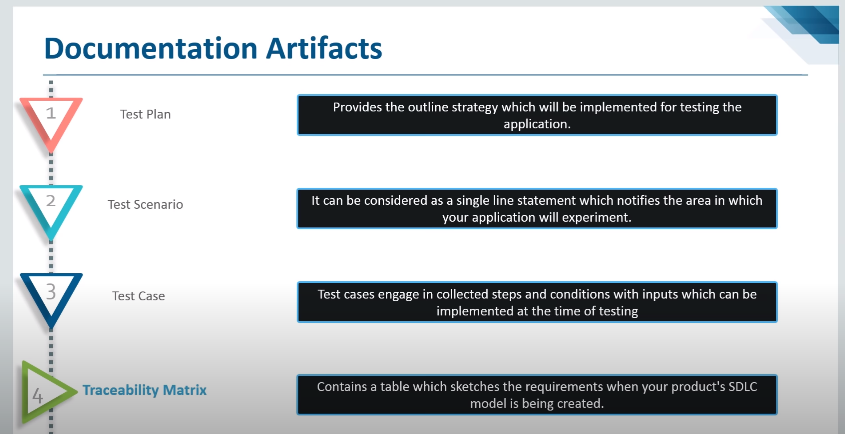 Documentation Artifacts
1
Test Plan
Provides the outline strategy which will be implemented for testing the
application.
2
Test Scenario
It can be considered as a single line statement which notifies the area in which
your application will experiment.
3
Test Case
Test cases engage in collected steps and conditions with inputs which can be
implemented at the time of testing
4
Traceability Matrix
Contains a table which sketches the requirements when your product's SDLC
model is being created.